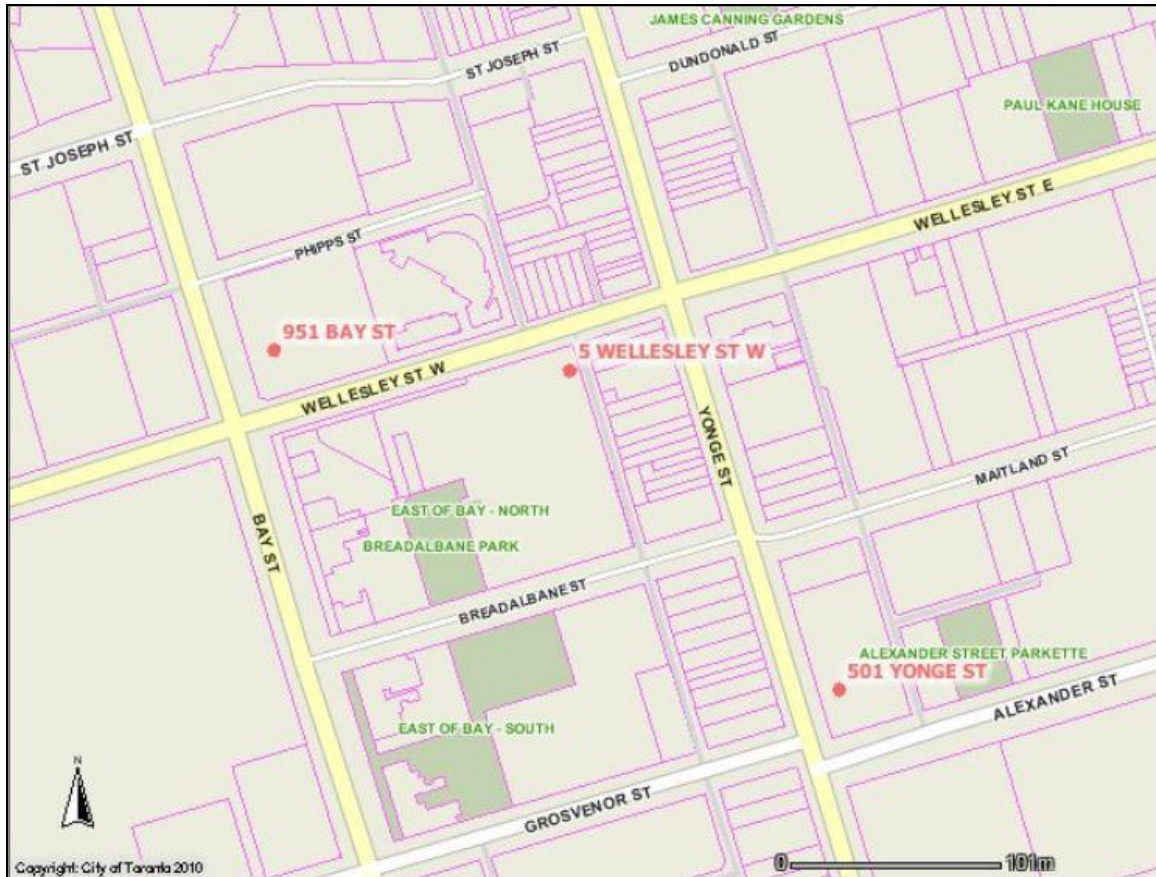 JAMES CANNING GARDENS
DUNDONALD ST
ST JOSEPH ST
PAUL KANE HOUSE
ST JOSEPH ST
WELLESLEY ST E
PHIPPS ST
951 BAY ST
5 WELLESLEY ST W
WELLESLEY ST W
YONGE ST
MAITLAND ST
EAST OF BAY - NORTH
BAY ST
BREADALBANE PARK
BREADALBANE ST
ALEXANDER STREET PARKETTE
501 YONGE ST
ALEXANDER ST
EAST OF BAY - SOUTH
N
GROSVENOR ST
Copyright: City of Toronto 2010
0 101m